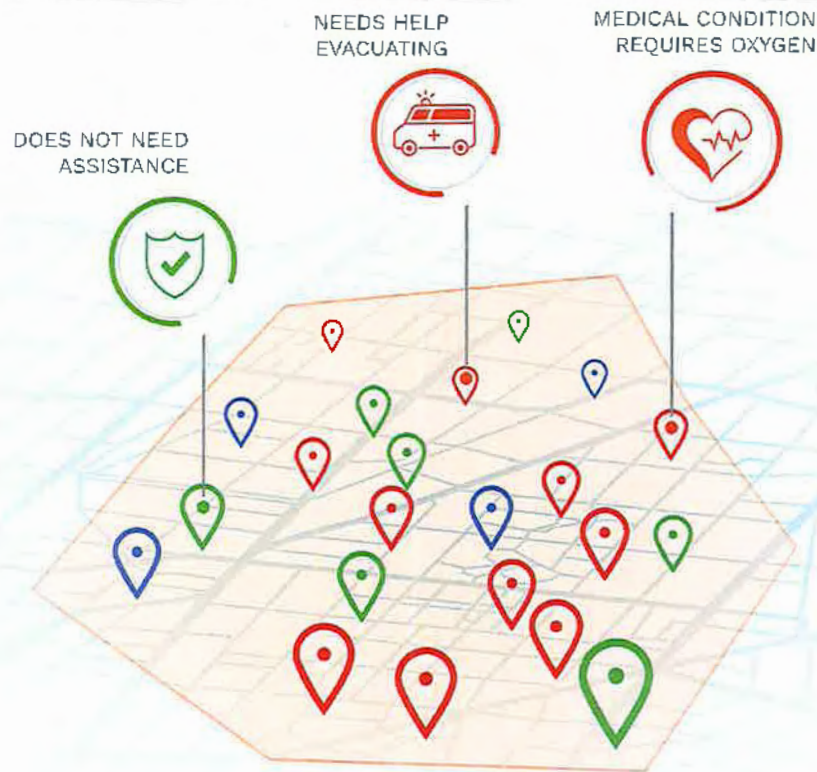 NEEDS HELP
EVACUATING
MEDICAL CONDITION
REQUIRES OXYGEN
DOES NOT NEED
ASSISTANCE